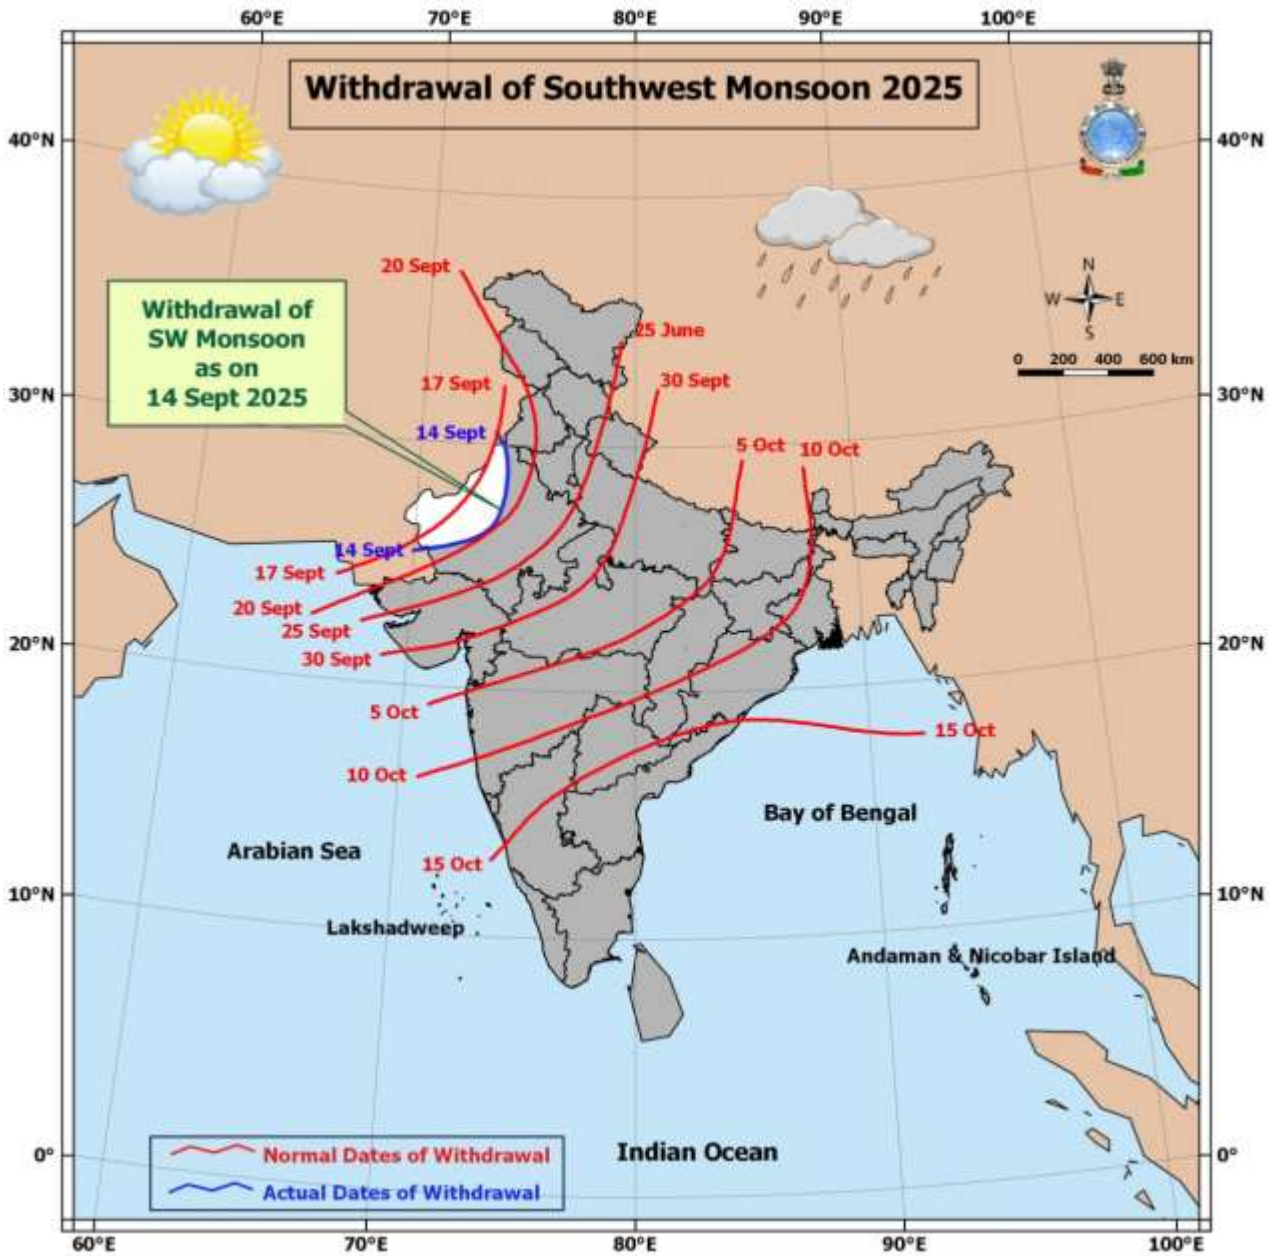 60°E 70°E 80°E 90°E 100°E
Withdrawal of Southwest Monsoon 2025
40°N 40°N
N
W E
S
0 200 400 600 km
20 Sept
Withdrawal of
SW Monsoon
as on
14 Sept 2025
25 June
17 Sept
30 Sept
30°N 30°N
14 Sept
5 Oct 10 Oct
14 Sept
17 Sept
20 Sept
25 Sept
20°N 20°N
30 Sept
5 Oct
15 Oct
10 Oct
Bay of Bengal
Arabian Sea
15 Oct
10°N 10°N
Lakshadweep
Andaman & Nicobar Island
0° 0°
Indian Ocean
Normal Dates of Withdrawal
Actual Dates of Withdrawal
60°E 70°E 80°E 90°E 100°E